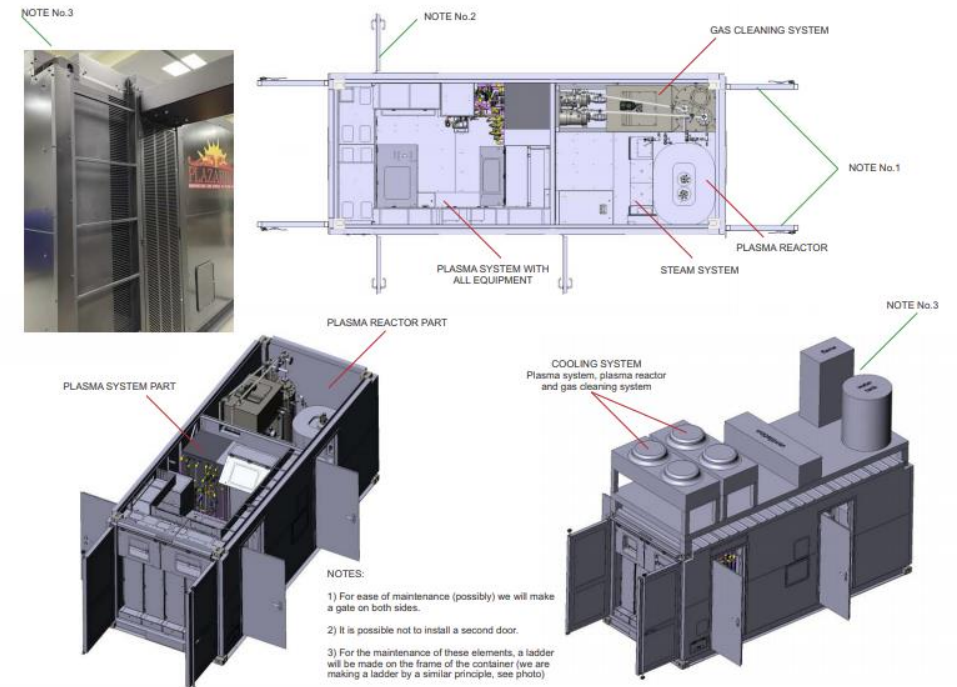 NOTE No.3
NOTE No.2
GAS CLEANING SYSTEM
NOTE No.1
PLASMA REACTOR
STEAM SYSTEM
PLASMA SYSTEM WITH
ALL EQUIPMENT
PLASMA REACTOR PART
PLASMA SYSTEM PART
NOTE No.3
COOLING SYSTEM
Plasma system, plasma reactor
and gas cleaning system
NOTES:
1) For ease of maintenance (possibly) we will make
a gate on both sides.
2) It is possible not to install a second door.
3) For the maintenance of these elements, a ladder
will be made on the frame of the container (we are
making a ladder by a similar principle, see photo)